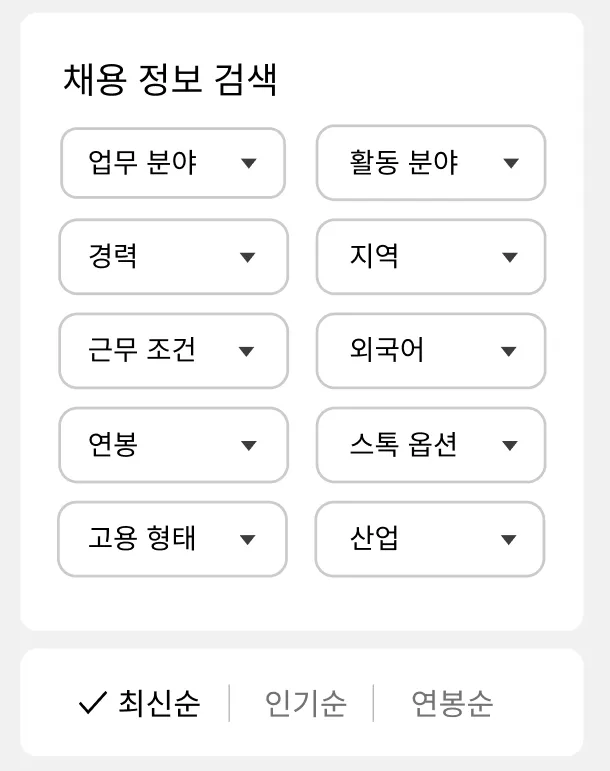 채용 정보 검색
업무 분야
활동 분야
경력
지역
근무 조건
외국어
연봉
스톡 옵션
고용 형태
산업
최신순
인기순
연봉순